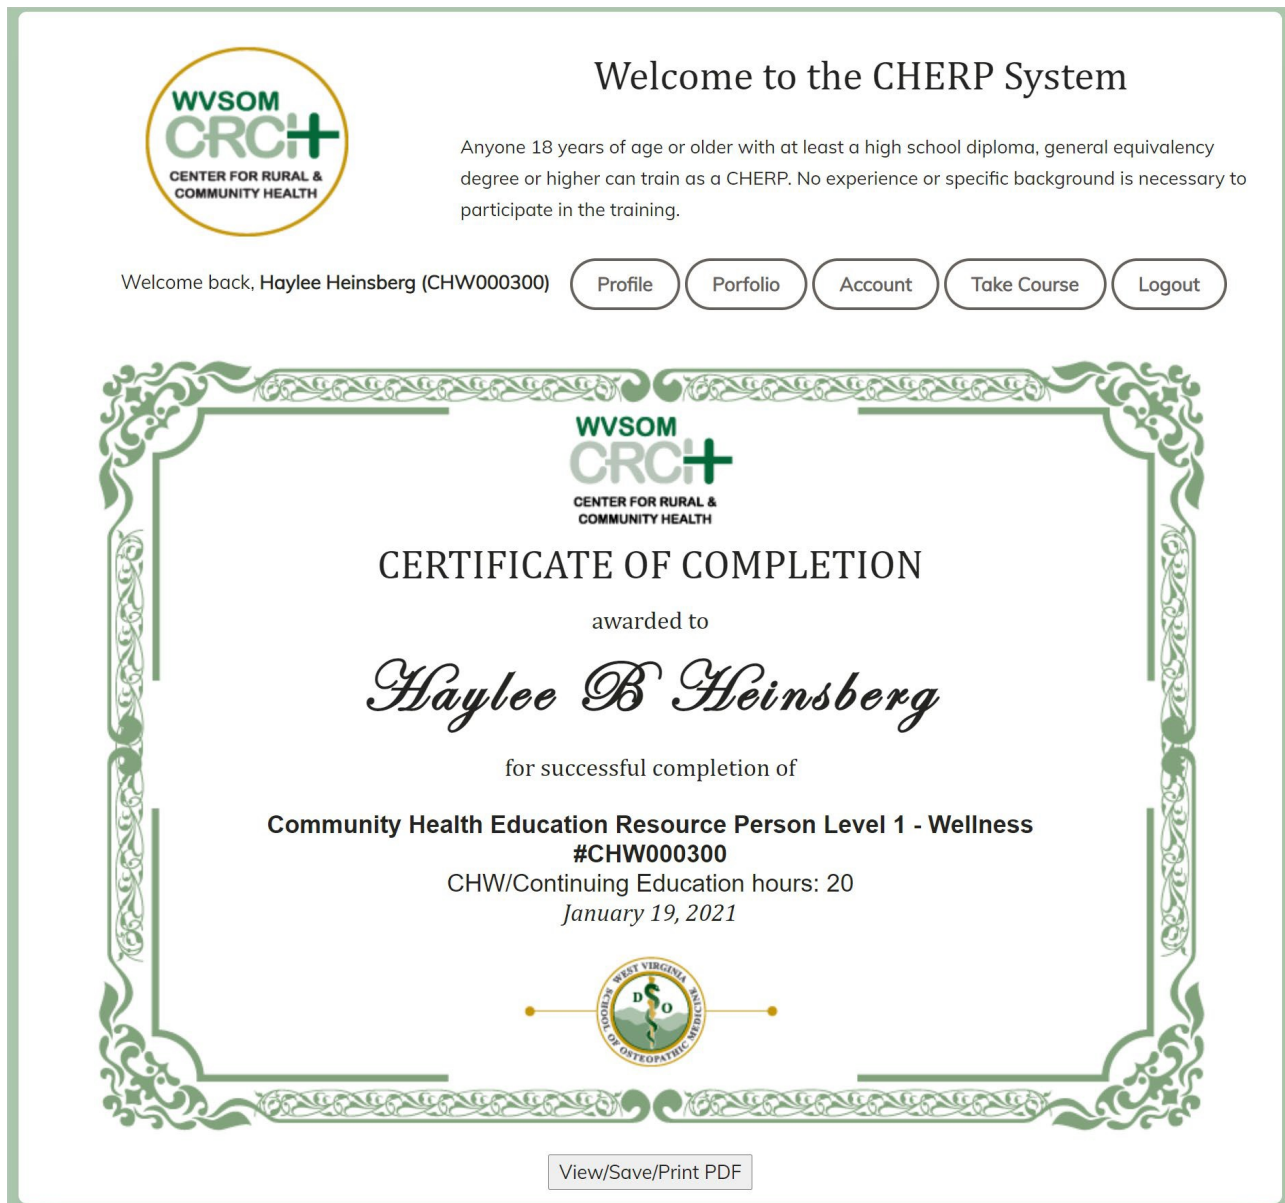 WVSOM
CRCH
CENTER FOR RURAL &
COMMUNITY HEALTH
Welcome to the CHERP System
Anyone 18 years of age or older with at least a high school diploma, general equivalency
degree or higher can train as a CHERP. No experience or specific background is necessary to
participate in the training.
Welcome back, Haylee Heinsberg (CHW000300)
Profile
Porfolio
Account
Take Course
Logout
WVSOM
CRCH
CENTER FOR RURAL &
COMMUNITY HEALTH
CERTIFICATE OF COMPLETION
awarded to
Haylee B Heinsberg
for successful completion of
Community Health Education Resource Person Level 1 - Wellness
#CHW000300
CHW/Continuing Education hours: 20
January 19, 2021
WEST VIRGINIA
SCHOOL OF OSTEOPATHIC MEDICINE
D O
View/Save/Print PDF